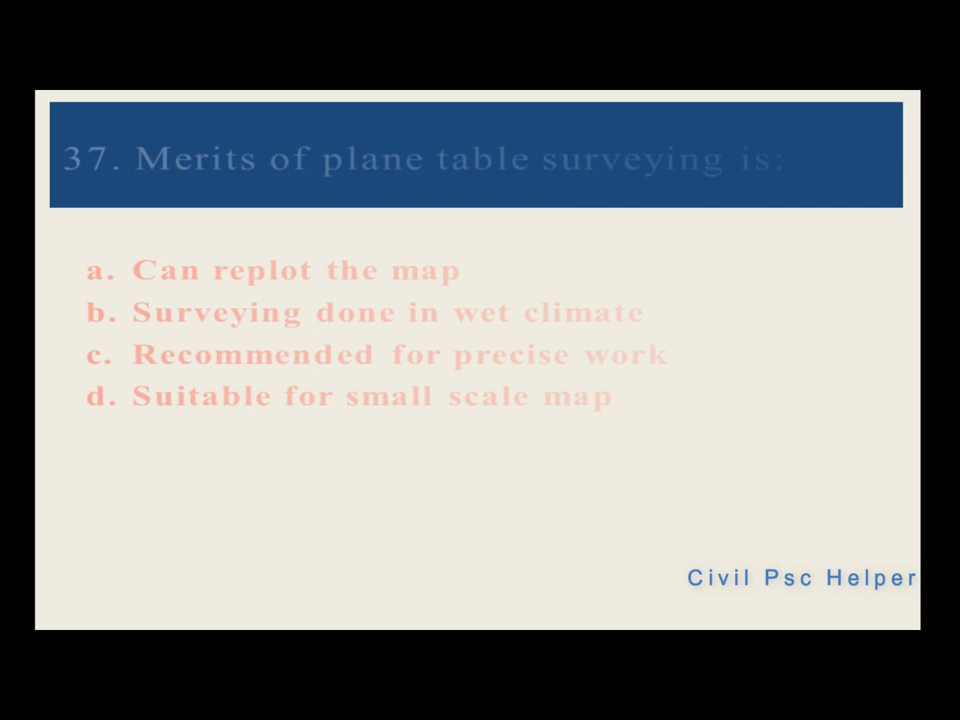 37. Merits of plane table surveying is:
a. Can replot the map
b. Surveying done in wet climate
c. Recommended for precise work
d. Suitable for small scale map
Civil Psc Helper